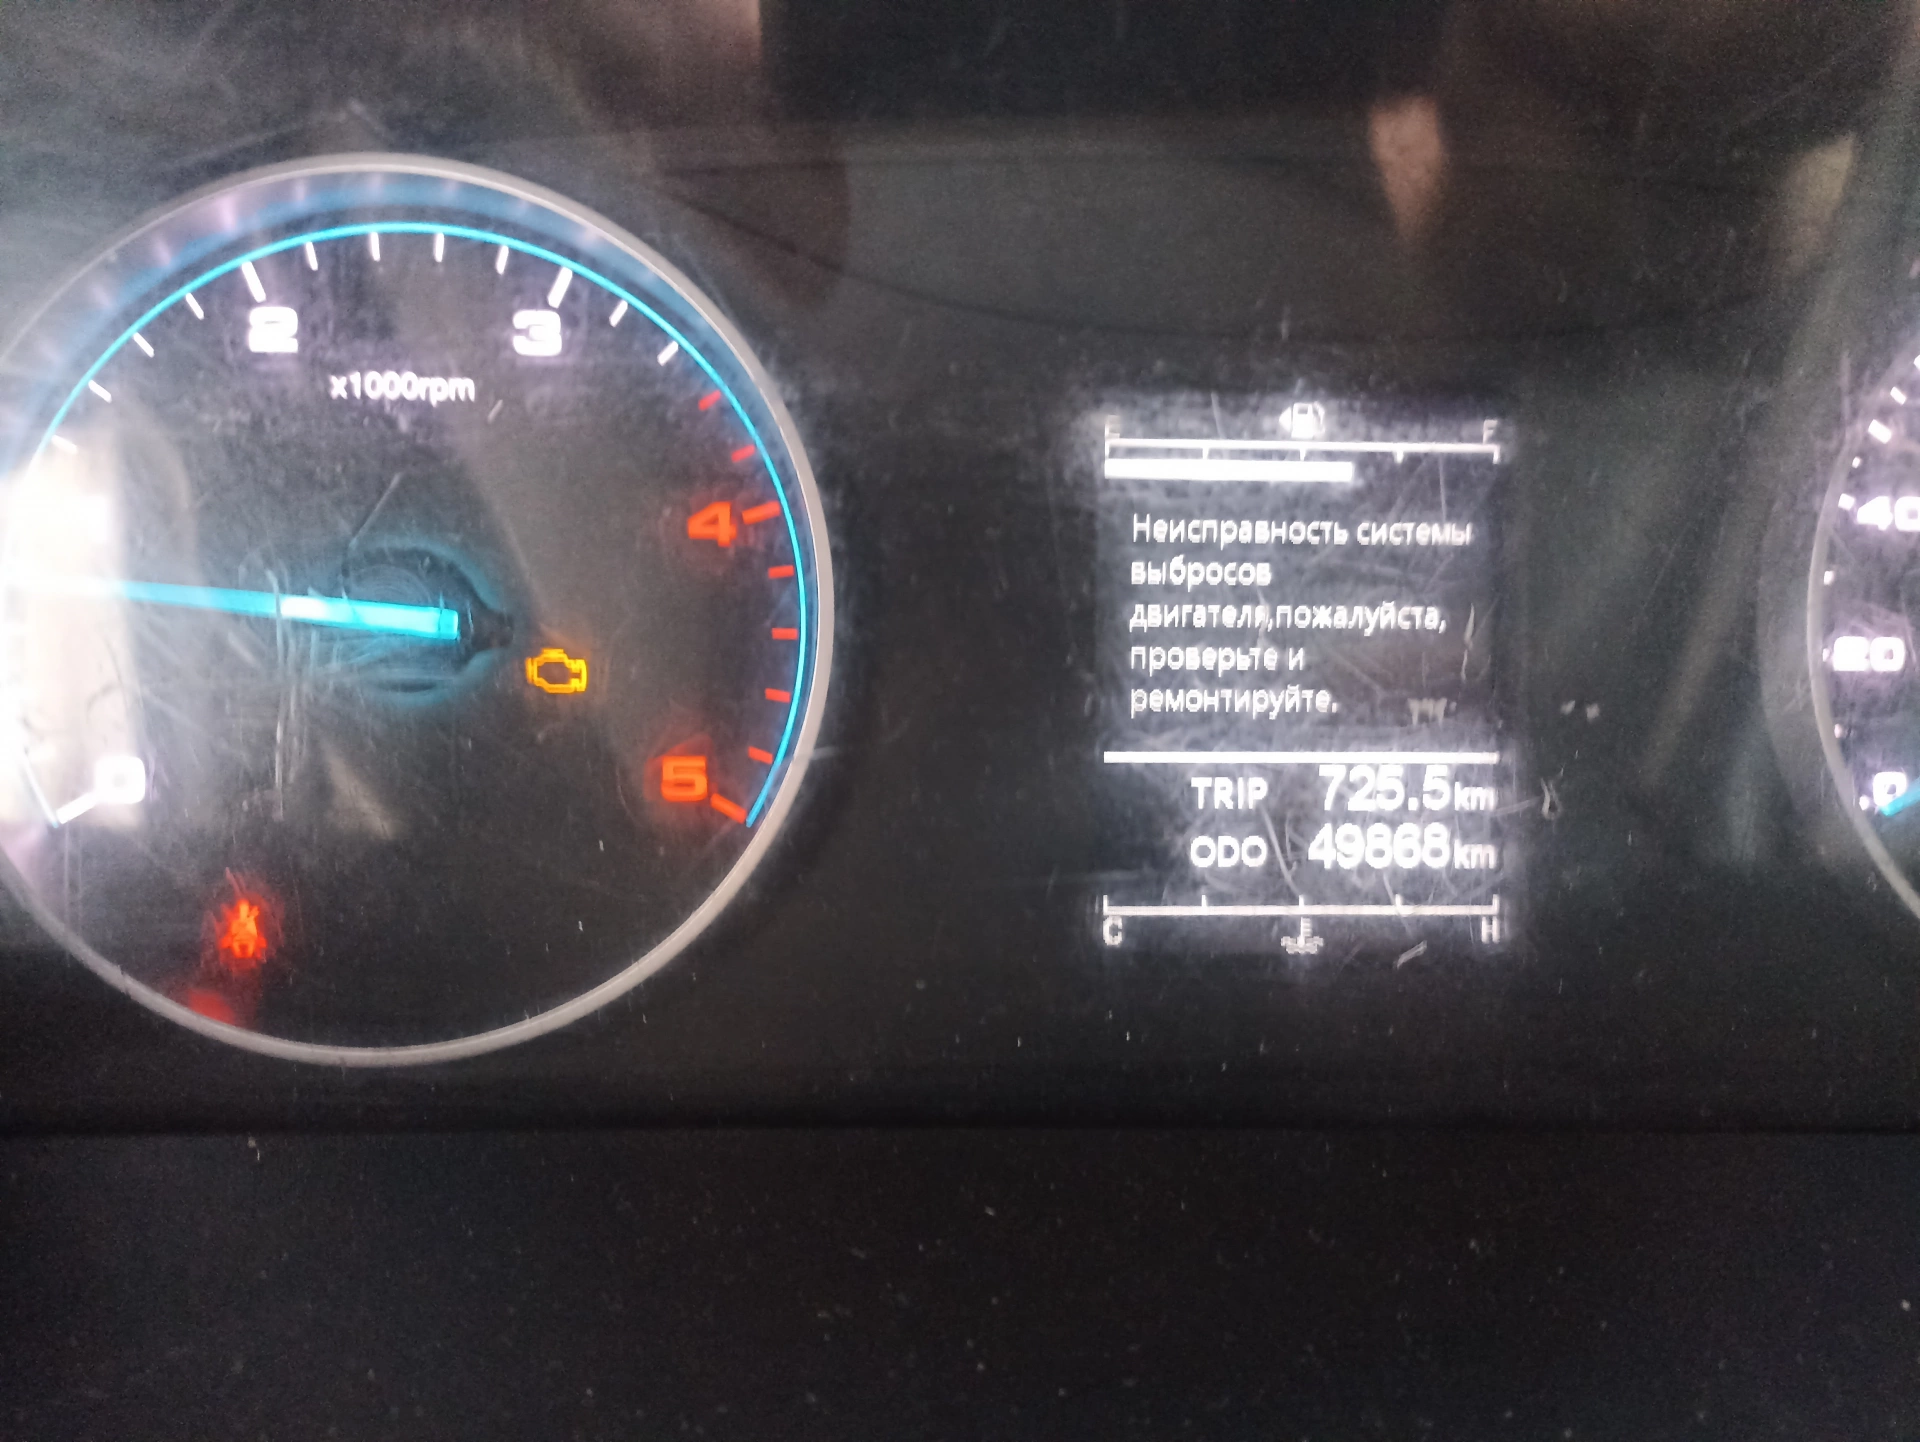 2
3
x1000rpm
4
5
0
E F
Неисправность системы
выбросов
двигателя,пожалуйста,
проверьте и
ремонтируйте.
TRIP 725.5km
ODO 49868km
C H
40
20
0